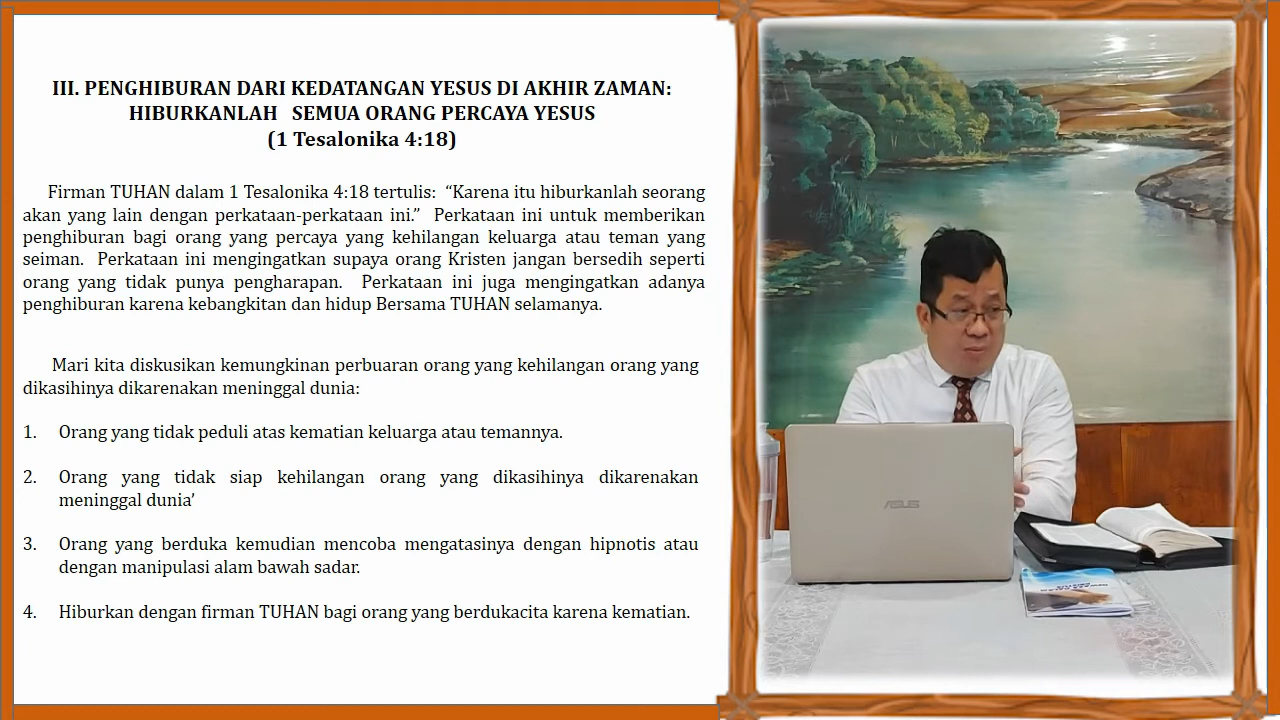 III. PENGHIBURAN DARI KEDATANGAN YESUS DI AKHIR ZAMAN:
HIBURKANLAH SEMUA ORANG PERCAYA YESUS
(1 Tesalonika 4:18)
Firman TUHAN dalam 1 Tesalonika 4:18 tertulis: “Karena itu hiburkanlah seorang
akan yang lain dengan perkataan-perkataan ini.” Perkataan ini untuk memberikan
penghiburan bagi orang yang percaya yang kehilangan keluarga atau teman yang
seiman. Perkataan ini mengingatkan supaya orang Kristen jangan bersedih seperti
orang yang tidak punya pengharapan. Perkataan ini juga mengingatkan adanya
penghiburan karena kebangkitan dan hidup Bersama TUHAN selamanya.
Mari kita diskusikan kemungkinan perbuaran orang yang kehilangan orang yang
dikasihinya dikarenakan meninggal dunia:
1. Orang yang tidak peduli atas kematian keluarga atau temannya.
2. Orang yang tidak siap kehilangan orang yang dikasihinya dikarenakan
meninggal dunia’
3. Orang yang berduka kemudian mencoba mengatasinya dengan hipnotis atau
dengan manipulasi alam bawah sadar.
4. Hiburkan dengan firman TUHAN bagi orang yang berdukacita karena kematian.
ASUS